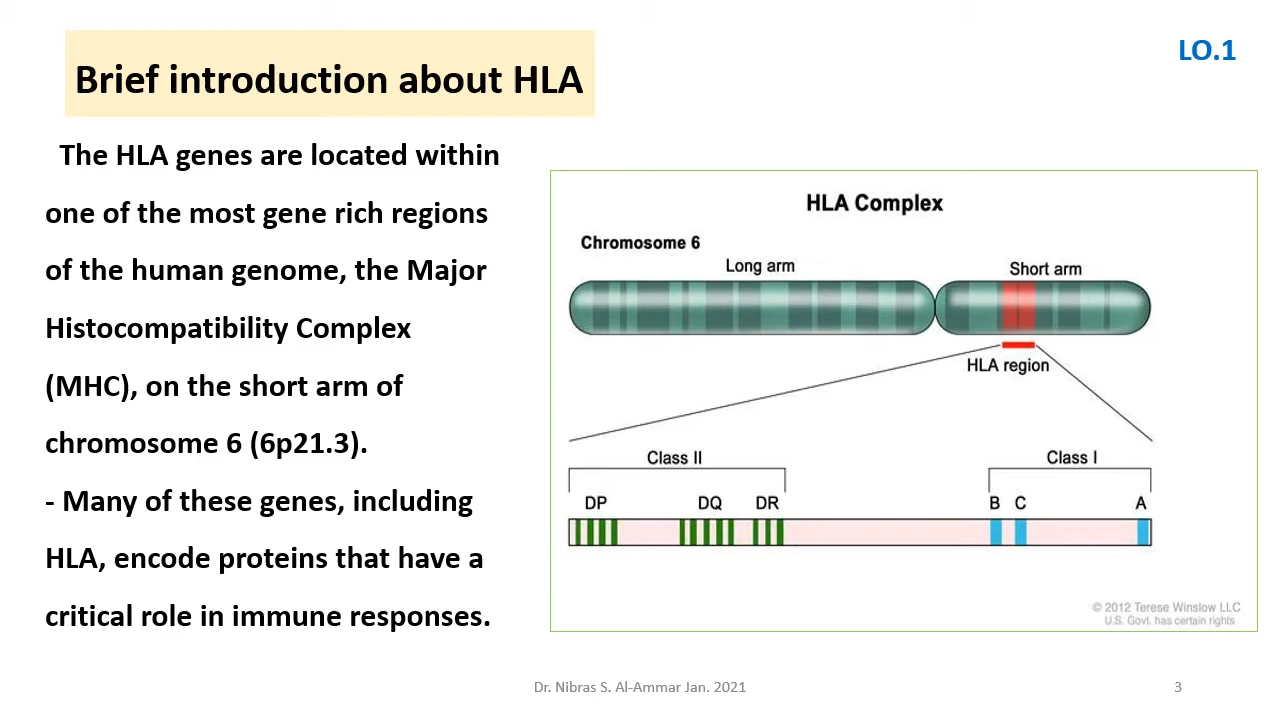 LO.1
Brief introduction about HLA
The HLA genes are located within
one of the most gene rich regions
of the human genome, the Major
Histocompatibility Complex
(MHC), on the short arm of
chromosome 6 (6p21.3).
- Many of these genes, including
HLA, encode proteins that have a
critical role in immune responses.
HLA Complex
Chromosome 6
Long arm
Short arm
HLA region
Class II
Class I
DP
DQ
DR
B
C
A
© 2012 Terese Winslow LLC
U.S. Govt. has certain rights
Dr. Nibras S. Al-Ammar Jan. 2021
3